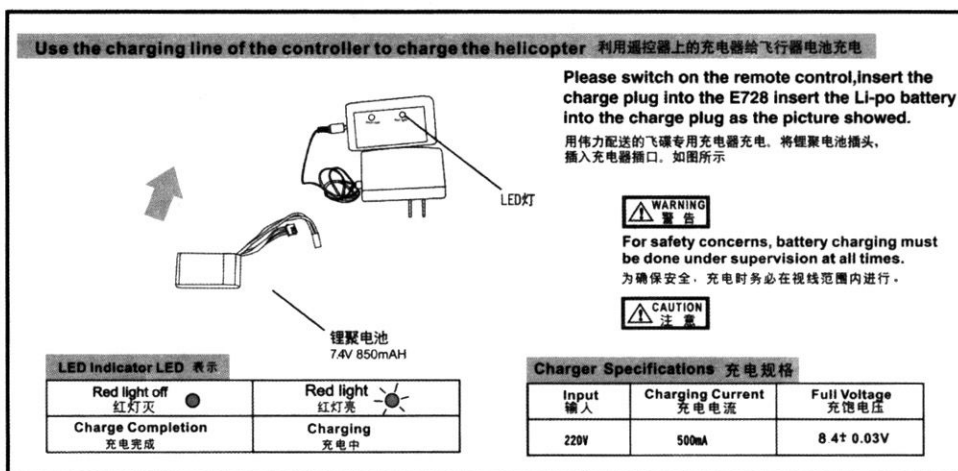 Use the charging line of the controller to charge the helicopter 利用遥控器上的充电器给飞行器电池充电
Please switch on the remote control,insert the
charge plug into the E728 insert the Li-po battery
into the charge plug as the picture showed.
用伟力配送的飞碟专用充电器充电. 将锂聚电池插头,
插入充电器插口. 如图所示
LED灯
WARNING
警 告
For safety concerns, battery charging must
be done under supervision at all times.
为确保安全, 充电时务必在视线范围内进行.
CAUTION
注 意
锂聚电池
7.4V 850mAH
LED Indicator LED 表示
Red light off
红灯灭
Red light
红灯亮
Charge Completion
充电完成
Charging
充电中
Charger Specifications 充电规格
Input
输入
Charging Current
充电电流
Full Voltage
充饱电压
220V
500mA
8.4± 0.03V